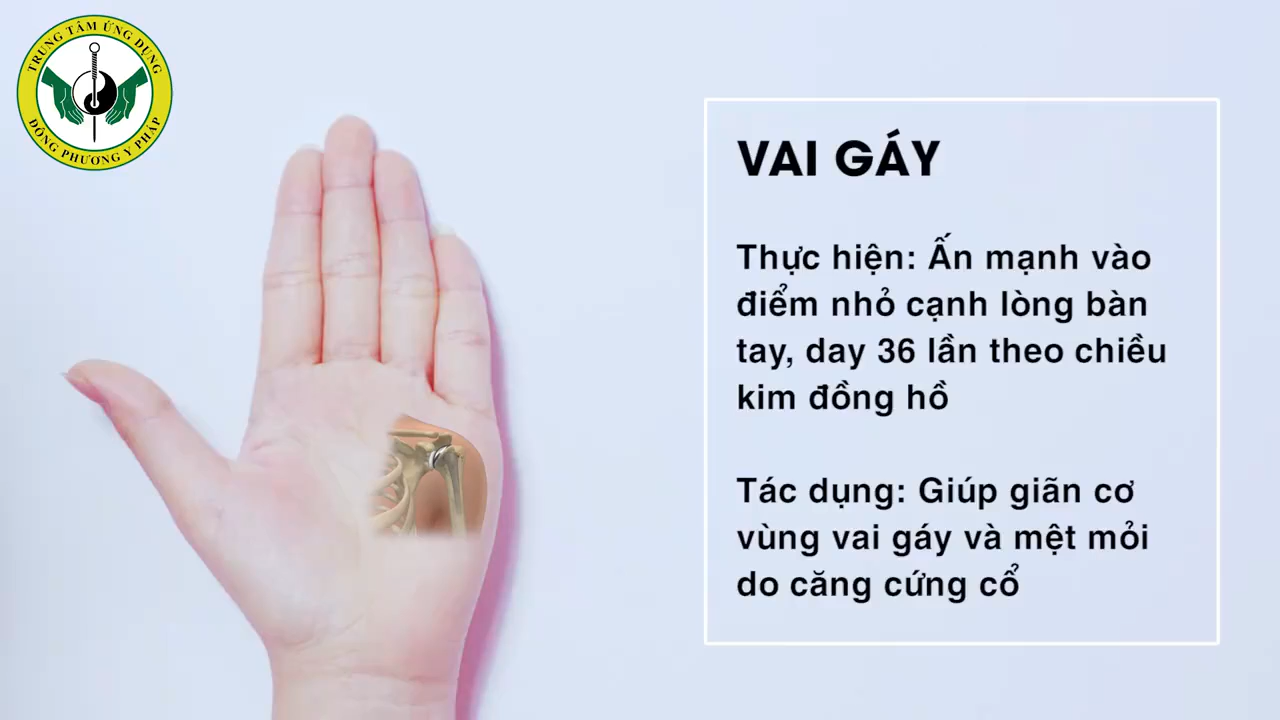 TRUNG TÂM ỨNG DỤNG
ĐÔNG PHƯƠNG Y PHÁP
VAI GÁY
Thực hiện: Ấn mạnh vào
điểm nhỏ cạnh lòng bàn
tay, day 36 lần theo chiều
kim đồng hồ
Tác dụng: Giúp giãn cơ
vùng vai gáy và mệt mỏi
do căng cứng cổ